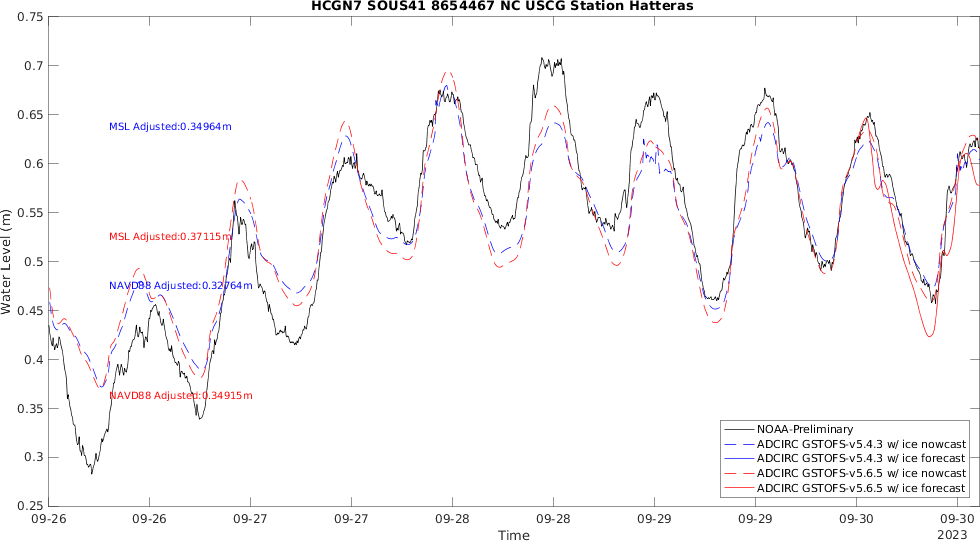 HCGN7 SOUS41 8654467 NC USCG Station Hatteras
0.75
0.7
0.65
0.6
0.55
0.5
0.45
0.4
0.35
0.3
0.25
Water Level (m)
MSL Adjusted:0.34964m
MSL Adjusted:0.37115m
NAVD88 Adjusted:0.32764m
NAVD88 Adjusted:0.34915m
NOAA-Preliminary
ADCIRC GSTOFS-v5.4.3 w/ ice nowcast
ADCIRC GSTOFS-v5.4.3 w/ ice forecast
ADCIRC GSTOFS-v5.6.5 w/ ice nowcast
ADCIRC GSTOFS-v5.6.5 w/ ice forecast
09-26 09-26 09-27 09-27 09-28 09-28 09-29 09-29 09-30 09-30
2023
Time